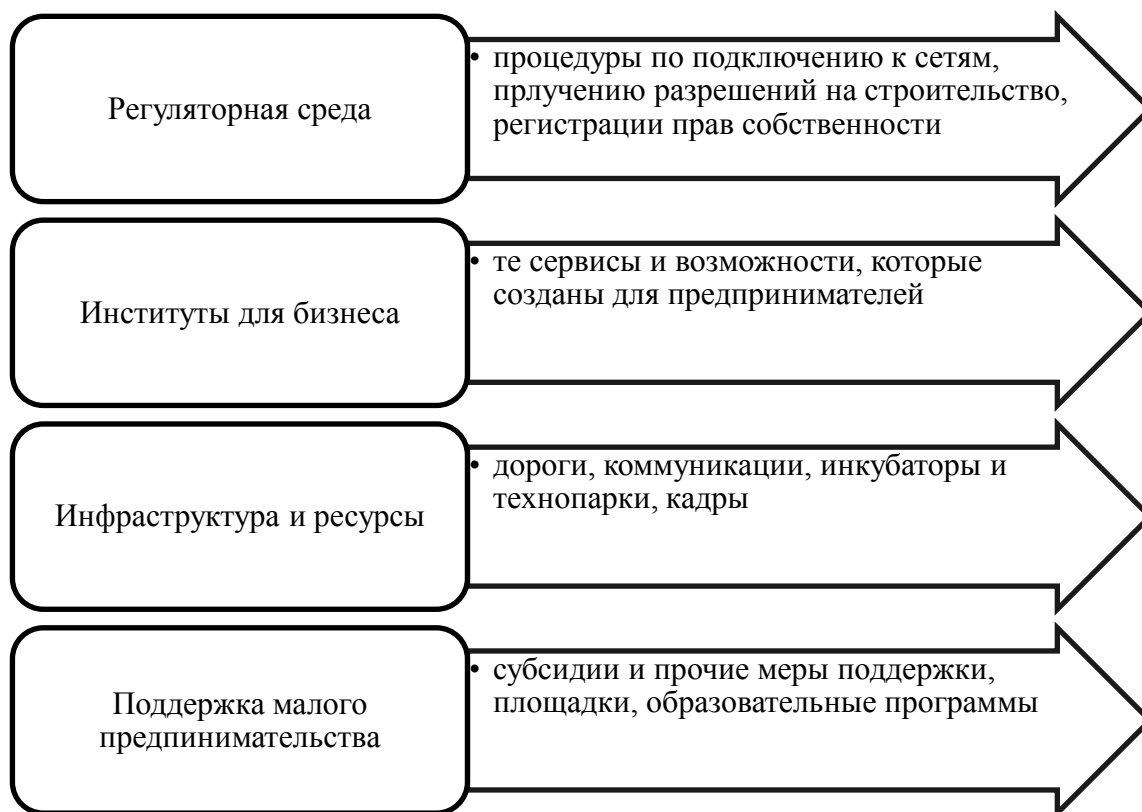 Регуляторная среда
• процедуры по подключению к сетям,
прлучению разрешений на строительство,
регистрации прав собственности
Институты для бизнеса
• те сервисы и возможности, которые
созданы для предпринимателей
Инфраструктура и ресурсы
• дороги, коммуникации, инкубаторы и
технопарки, кадры
Поддержка малого
предпинимательства
• субсидии и прочие меры поддержки,
площадки, образовательные программы